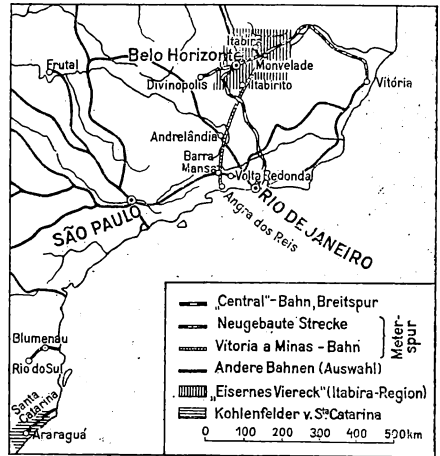 Itabira
Belo Horizonte
Monvelade
Frutal
Divinopolis
Itabirito
Vitória
Andrelândia
Barra
Mansa
Volta Redonda
SÃO PAULO
RIO DE JANEIRO
Angra dos Reis
Blumenau
Rio do Sul
Santa
Catarina
Araraguá
„Central"-Bahn, Breitspur
Neugebaute Strecke
Vitoria a Minas-Bahn
Meter-
spur
Andere Bahnen (Auswahl)
„Eisernes Viereck" (Itabira-Region)
Kohlenfelder v. Sta Catarina
0 100 200 300 400 500 km